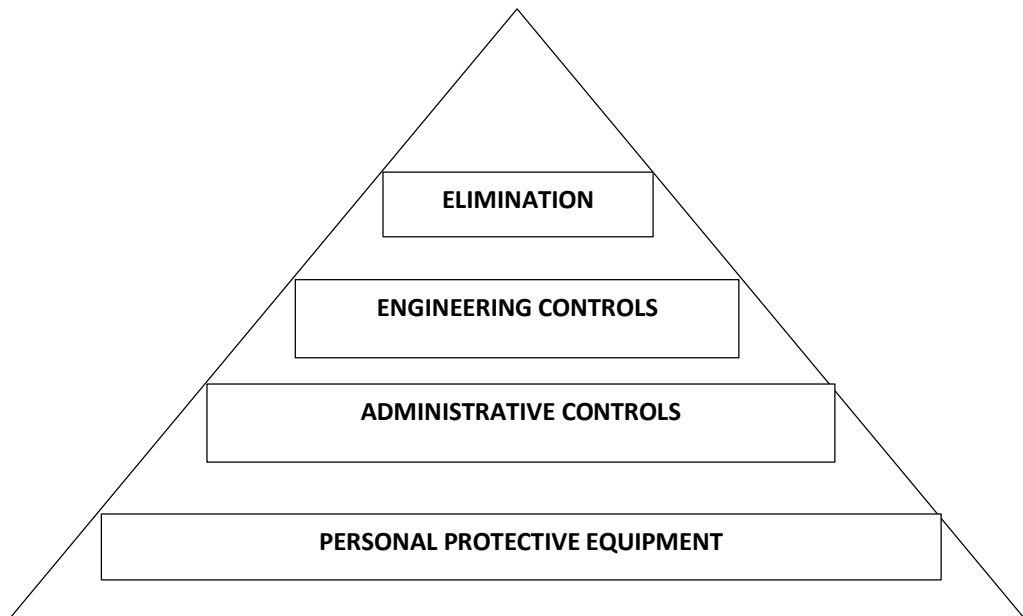 ELIMINATION
ENGINEERING CONTROLS
ADMINISTRATIVE CONTROLS
PERSONAL PROTECTIVE EQUIPMENT